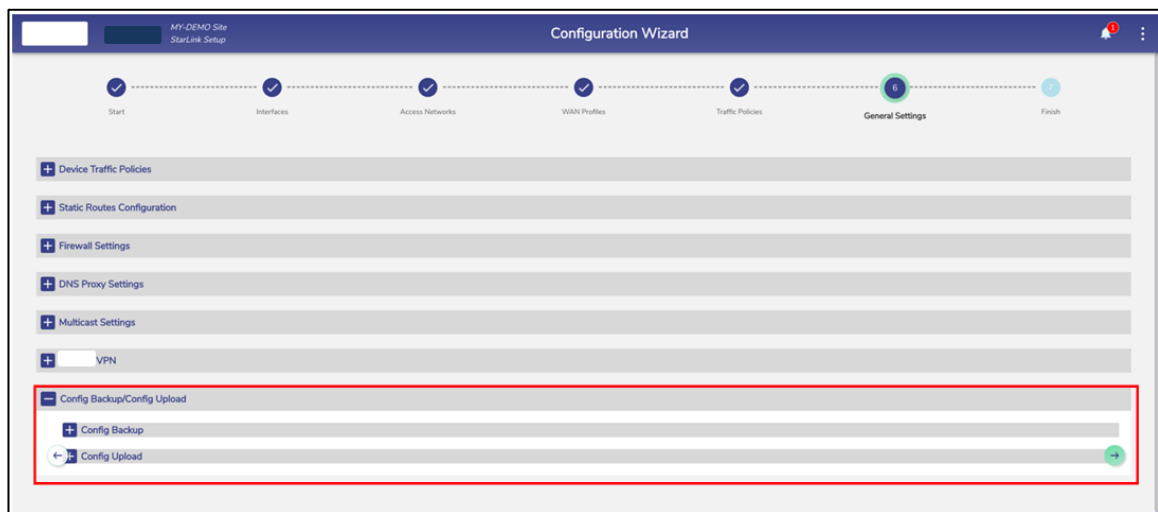 MY-DEMO Site
StarLink Setup
Configuration Wizard
1
Start
Interfaces
Access Networks
WAN Profiles
Traffic Policies
6
General Settings
7
Finish
Device Traffic Policies
Static Routes Configuration
Firewall Settings
DNS Proxy Settings
Multicast Settings
VPN
Config Backup/Config Upload
Config Backup
Config Upload